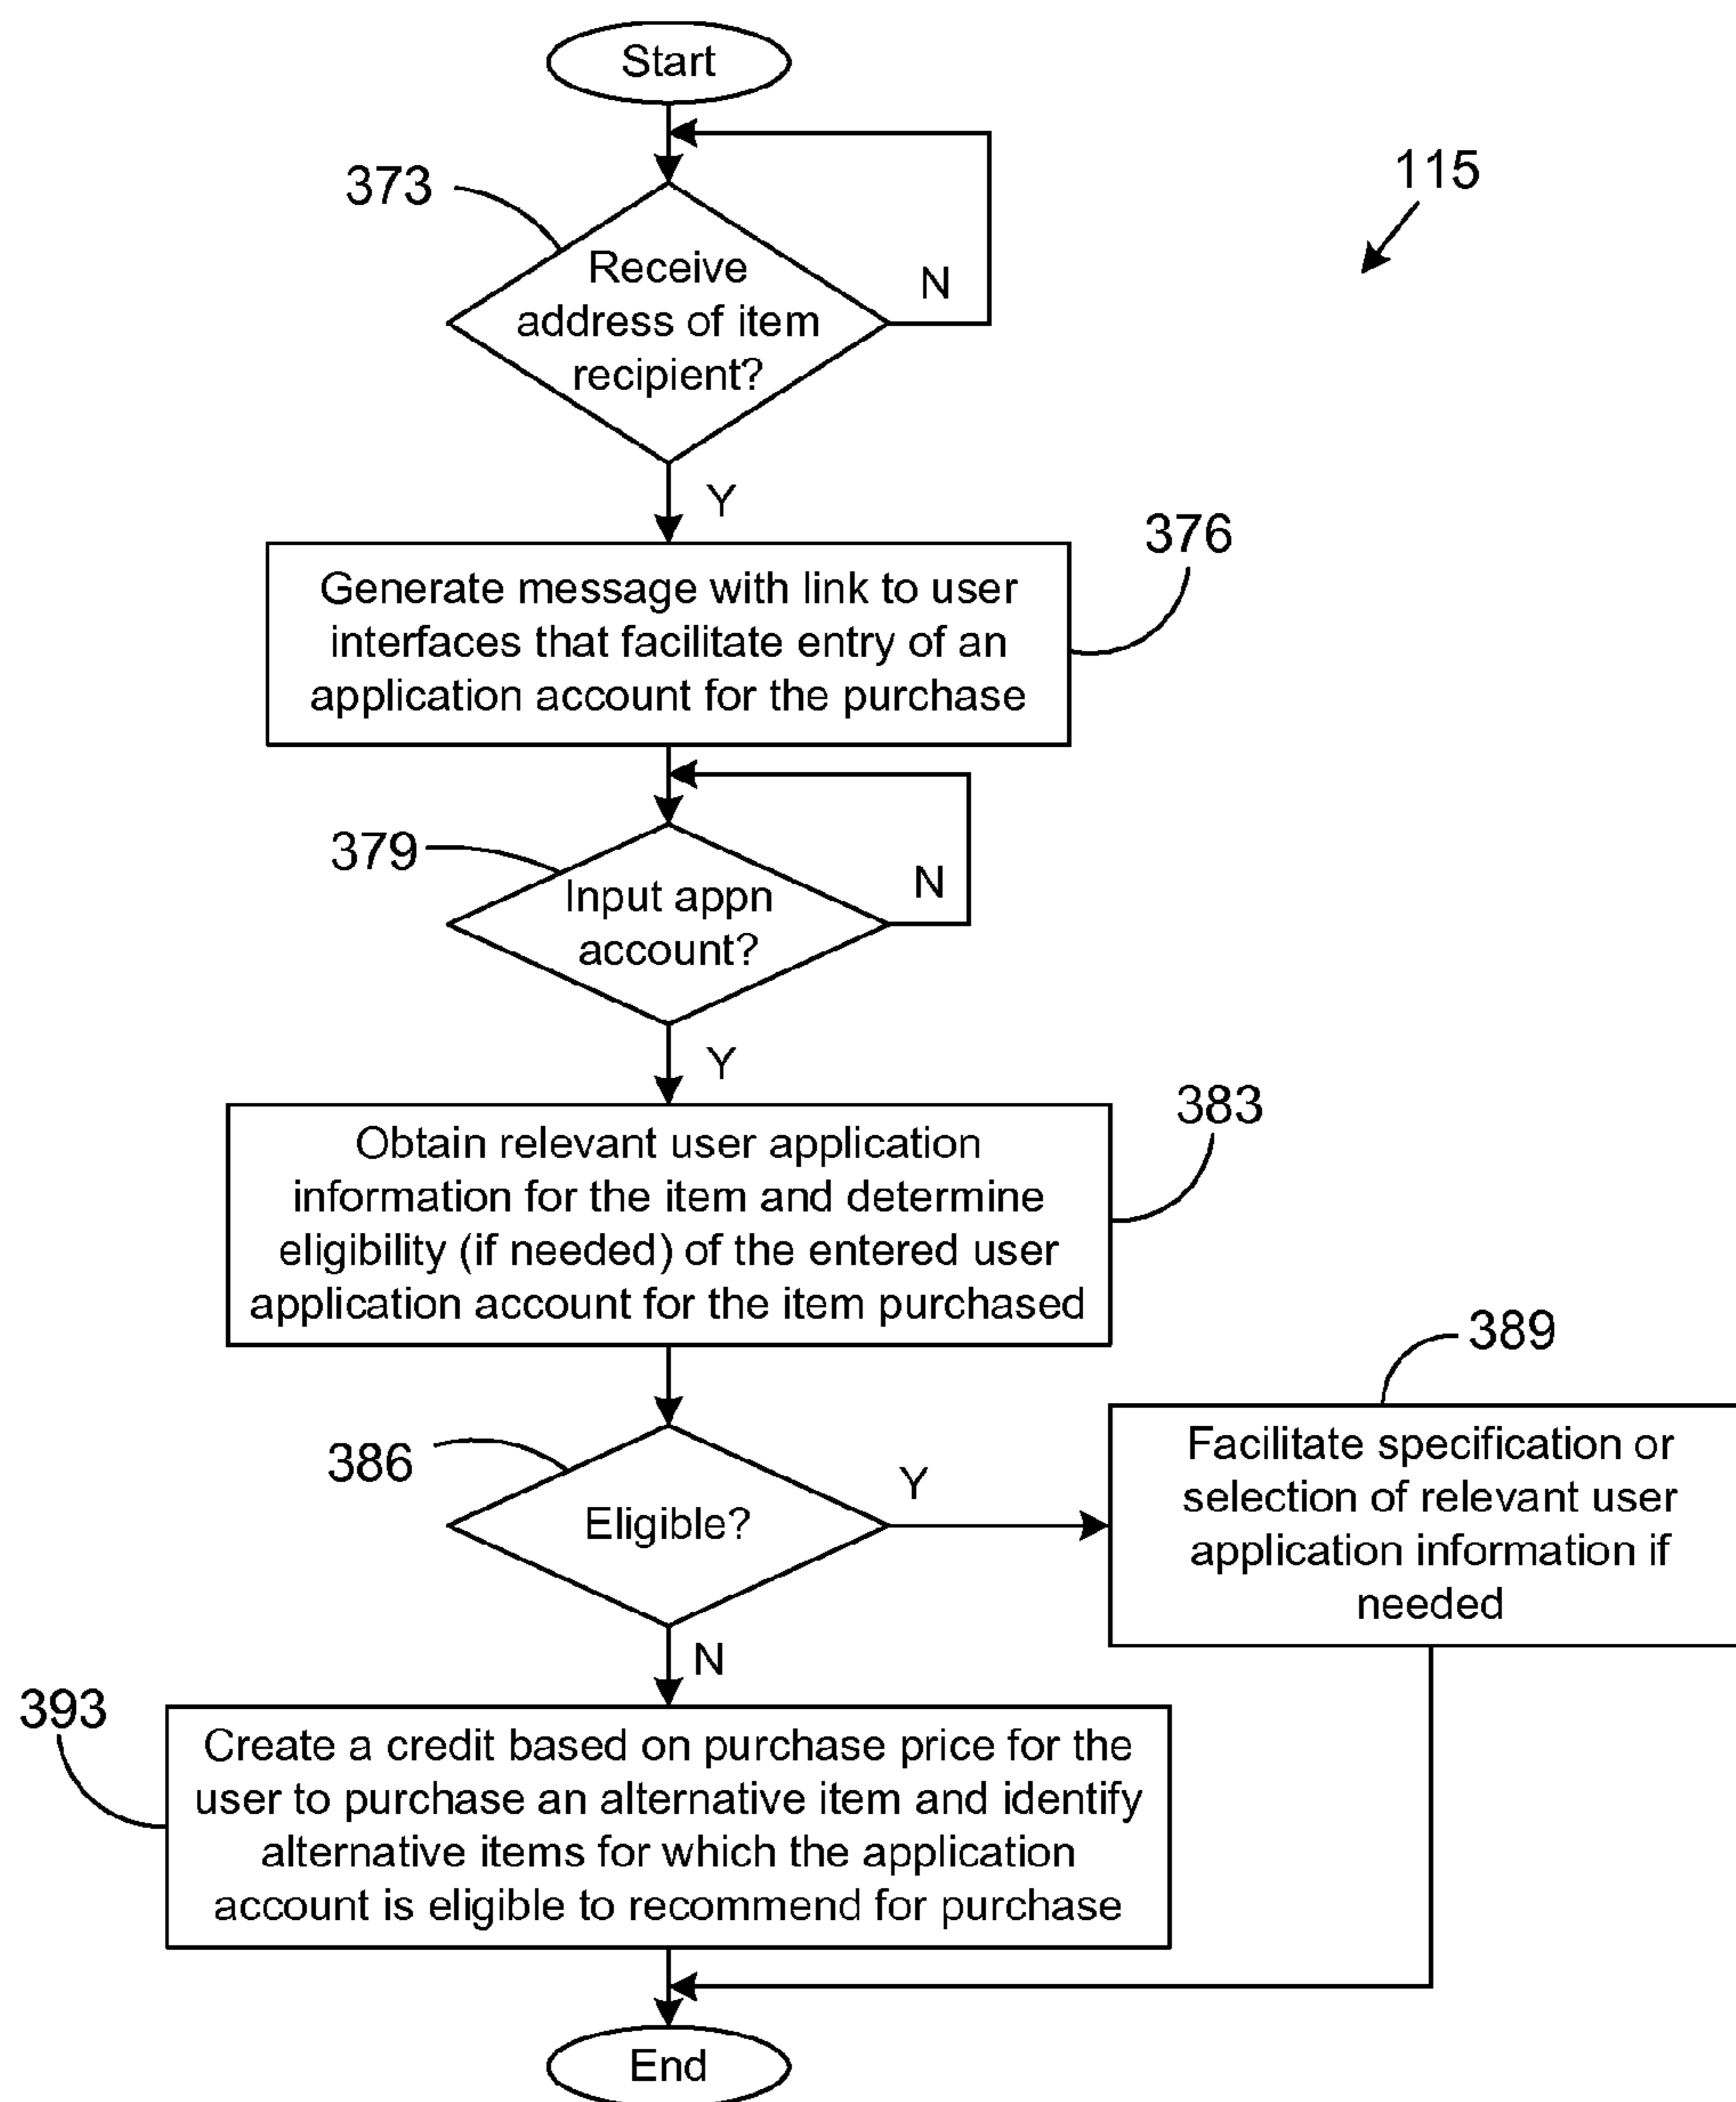 Start
115
373
Receive
address of item
recipient?
N
Y
376
Generate message with link to user
interfaces that facilitate entry of an
application account for the purchase
379
Input appn
account?
N
Y
383
Obtain relevant user application
information for the item and determine
eligibility (if needed) of the entered user
application account for the item purchased
386
Eligible?
Y
N
389
Facilitate specification or
selection of relevant user
application information if
needed
393
Create a credit based on purchase price for the
user to purchase an alternative item and identify
alternative items for which the application
account is eligible to recommend for purchase
End